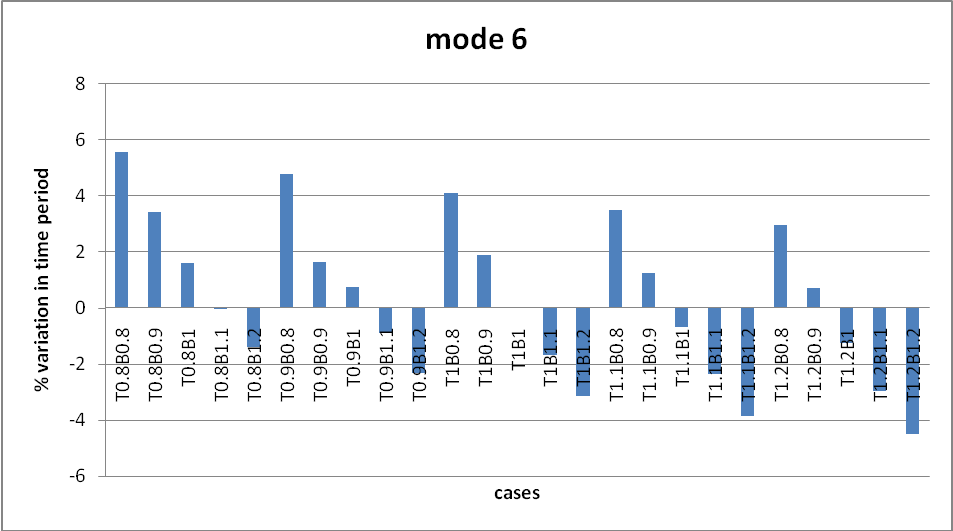 mode 6
% variation in time period
8
6
4
2
0
-2
-4
-6
T0.8B0.8
T0.8B0.9
T0.8B1
T0.8B1.1
T0.8B1.2
T0.9B0.8
T0.9B0.9
T0.9B1
T0.9B1.1
T0.9B1.2
T1B0.8
T1B0.9
T1B1
T1B1.1
T1B1.2
T1.1B0.8
T1.1B0.9
T1.1B1
T1.1B1.1
T1.1B1.2
T1.2B0.8
T1.2B0.9
T1.2B1
T1.2B1.1
T1.2B1.2
cases